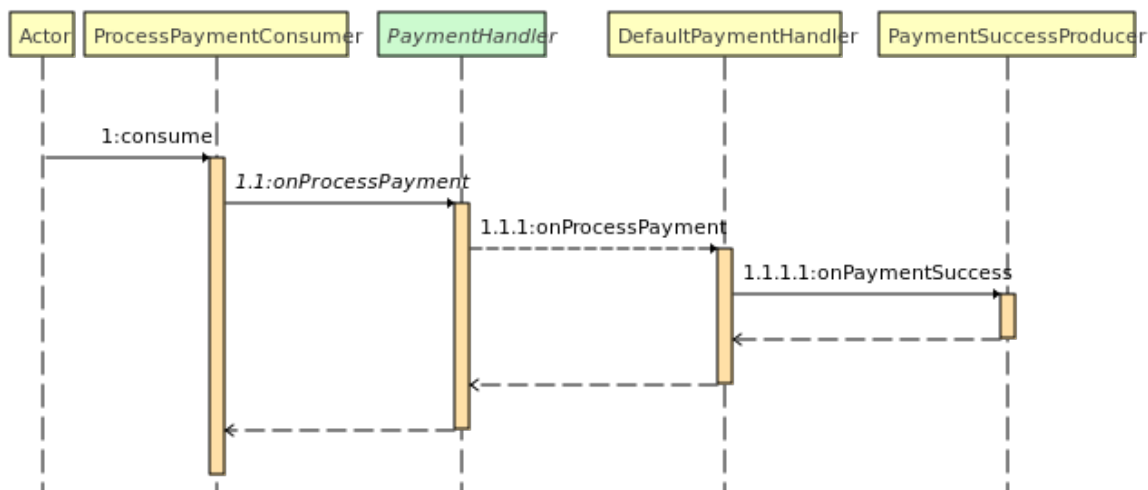 Actor
ProcessPaymentConsumer
PaymentHandler
DefaultPaymentHandler
PaymentSuccessProducer
1:consume
1.1:onProcessPayment
1.1.1:onProcessPayment
1.1.1.1:onPaymentSuccess